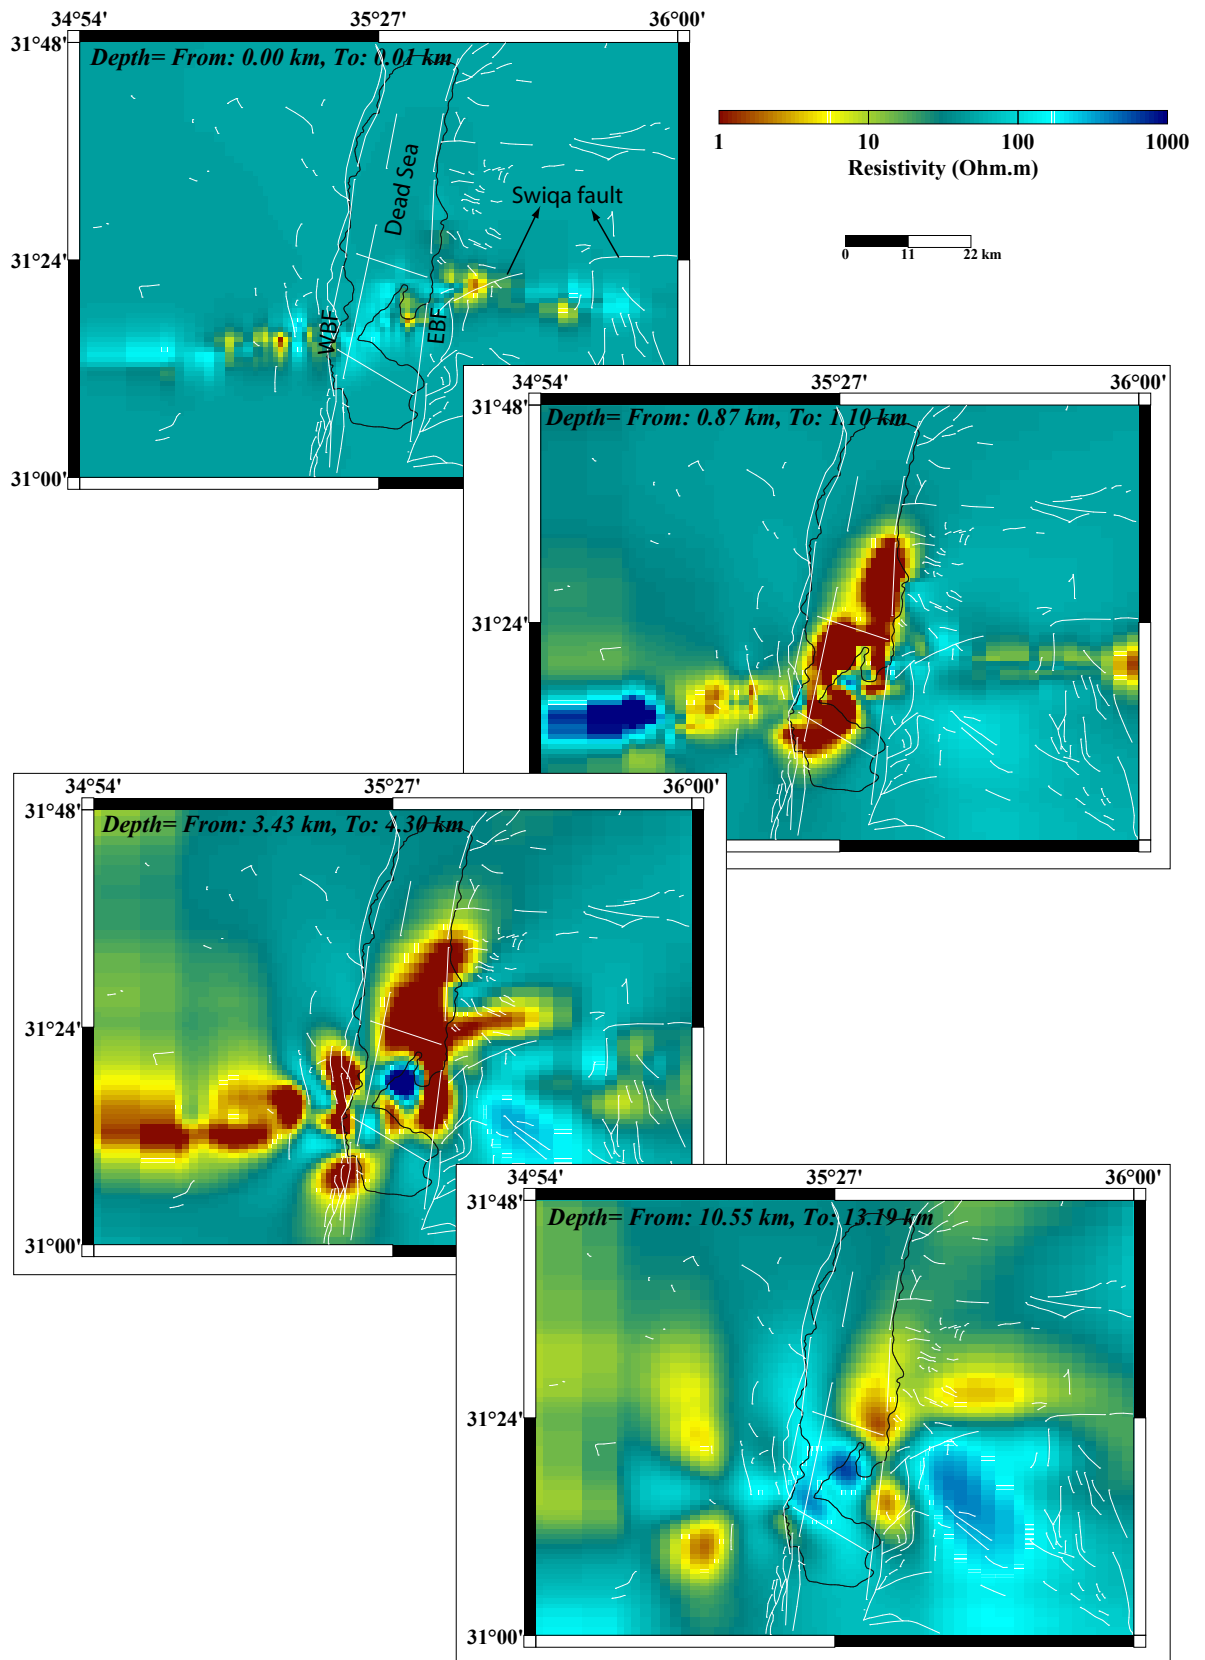 34°54' 35°27' 36°00'
31°48'
Depth= From: 0.00 km, To: 0.01 km
Dead Sea
Swiqa fault
31°24'
WBF
EBF
31°00'
1 10 100 1000
Resistivity (Ohm.m)
0 11 22 km
34°54' 35°27' 36°00'
31°48'
Depth= From: 0.87 km, To: 1.10 km
31°24'
34°54' 35°27' 36°00'
31°48'
Depth= From: 3.43 km, To: 4.30 km
31°24'
31°00'
34°54' 35°27' 36°00'
31°48'
Depth= From: 10.55 km, To: 13.19 km
31°24'
31°00'